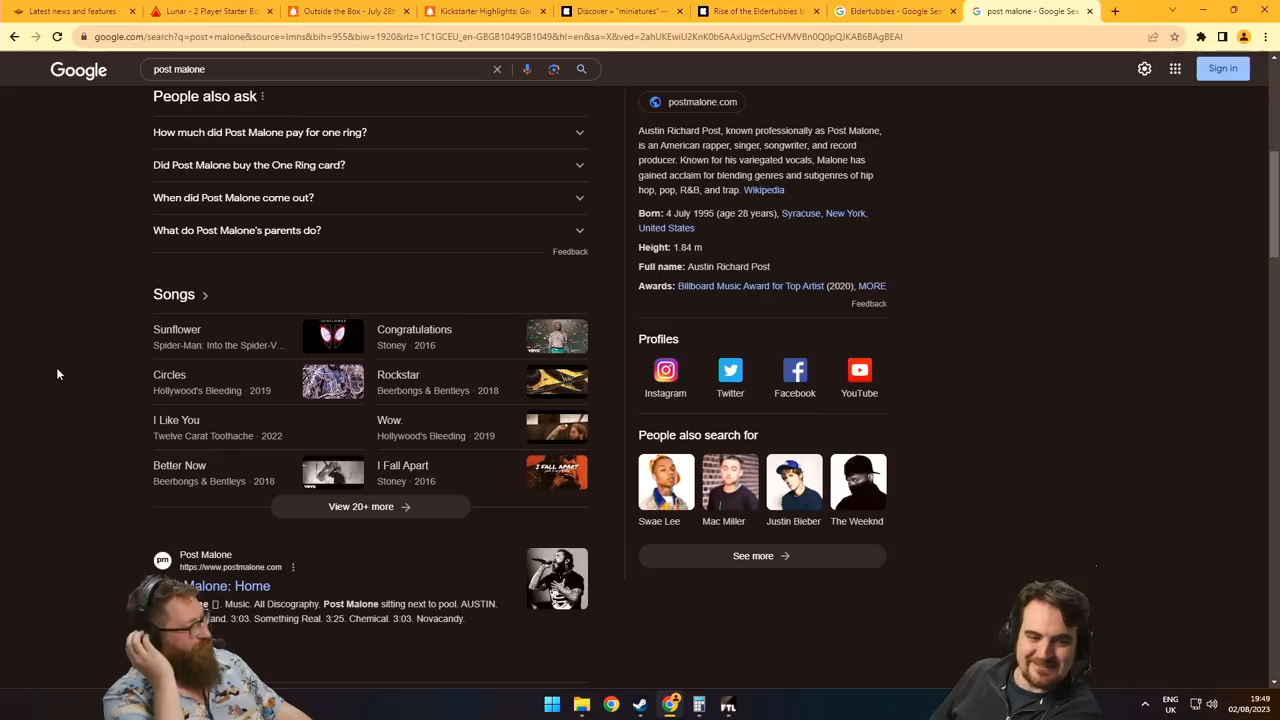 Latest news and features -
Lunar - 2 Player Starter Bo
Outside the Box - July 28th
Kickstarter Highlights: Gar
Discover » "miniatures" —
Rise of the Eldertubbies b
Eldertubbies - Google Sea
post malone - Google Sea
google.com/search?q=post+malone&source=lmns&bih=955&biw=1920&rlz=1C1GCEU_en-GBGB1049GB1049&hl=en&sa=X&ved=2ahUKEwiU2KnK0b6AAxUgmScCHVMVBn0Q0pQJKAB6BAgBEAI
Google
post malone
Sign in
People also ask
How much did Post Malone pay for one ring?
Did Post Malone buy the One Ring card?
When did Post Malone come out?
What do Post Malone's parents do?
Feedback
Songs
Sunflower
Spider-Man: Into the Spider-V...
Congratulations
Stoney · 2016
Circles
Hollywood's Bleeding · 2019
Rockstar
Beerbongs & Bentleys · 2018
I Like You
Twelve Carat Toothache · 2022
Wow.
Hollywood's Bleeding · 2019
Better Now
Beerbongs & Bentleys · 2018
I Fall Apart
Stoney · 2016
I FALL APART
View 20+ more
pm
Post Malone
https://www.postmalone.com
Malone: Home
Music. All Discography. Post Malone sitting next to pool. AUSTIN.
3:03. Something Real. 3:25. Chemical. 3:03. Novacandy.
postmalone.com
Austin Richard Post, known professionally as Post Malone,
is an American rapper, singer, songwriter, and record
producer. Known for his variegated vocals, Malone has
gained acclaim for blending genres and subgenres of hip
hop, pop, R&B, and trap. Wikipedia
Born: 4 July 1995 (age 28 years), Syracuse, New York,
United States
Height: 1.84 m
Full name: Austin Richard Post
Awards: Billboard Music Award for Top Artist (2020), MORE
Feedback
Profiles
Instagram
Twitter
Facebook
YouTube
People also search for
Swae Lee
Mac Miller
Justin Bieber
The Weeknd
See more
FTL
ENG
UK
19:49
02/08/2023